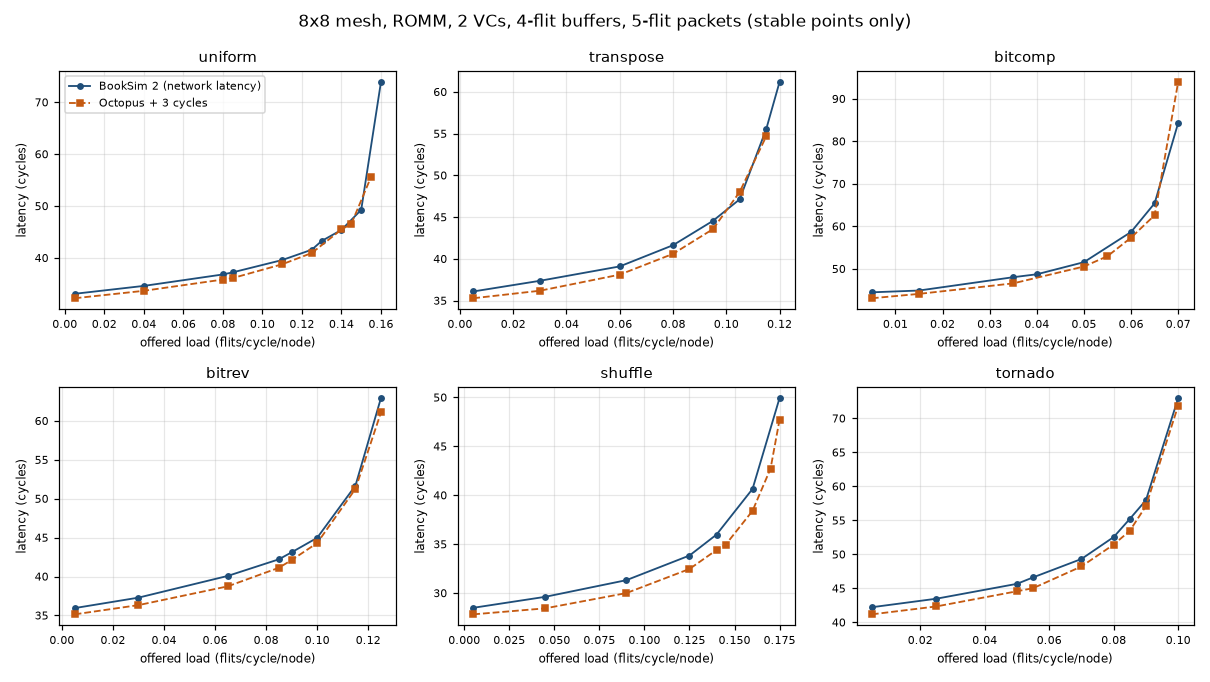 8x8 mesh, ROMM, 2 VCs, 4-flit buffers, 5-flit packets (stable points only)
uniform
BookSim 2 (network latency)
Octopus + 3 cycles
latency (cycles)
70
60
50
40
0.00 0.02 0.04 0.06 0.08 0.10 0.12 0.14 0.16
offered load (flits/cycle/node)
transpose
latency (cycles)
60
55
50
45
40
35
0.00 0.02 0.04 0.06 0.08 0.10 0.12
offered load (flits/cycle/node)
bitcomp
latency (cycles)
90
80
70
60
50
0.01 0.02 0.03 0.04 0.05 0.06 0.07
offered load (flits/cycle/node)
bitrev
latency (cycles)
60
55
50
45
40
35
0.00 0.02 0.04 0.06 0.08 0.10 0.12
offered load (flits/cycle/node)
shuffle
latency (cycles)
50
45
40
35
30
0.000 0.025 0.050 0.075 0.100 0.125 0.150 0.175
offered load (flits/cycle/node)
tornado
latency (cycles)
70
65
60
55
50
45
40
0.02 0.04 0.06 0.08 0.10
offered load (flits/cycle/node)